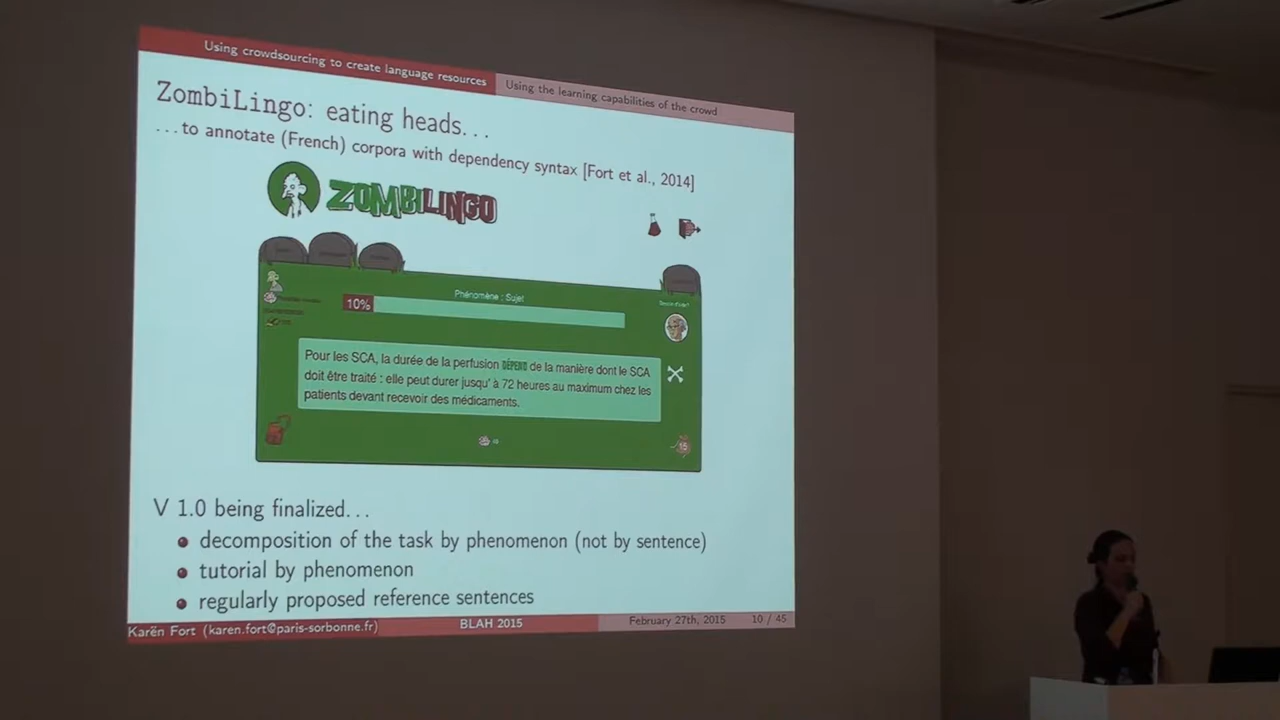 Using crowdsourcing to create language resources
Using the learning capabilities of the crowd
ZombiLingo: eating heads...
...to annotate (French) corpora with dependency syntax [Fort et al., 2014]
ZOMBILINGO
Phénomène : Sujet
10%
Pour les SCA, la durée de la perfusion DÉPEND de la manière dont le SCA
doit être traité : elle peut durer jusqu'à 72 heures au maximum chez les
patients devant recevoir des médicaments.
15
V 1.0 being finalized...
decomposition of the task by phenomenon (not by sentence)
tutorial by phenomenon
regularly proposed reference sentences
Karën Fort (karen.fort@paris-sorbonne.fr)
BLAH 2015
February 27th, 2015
10 / 45